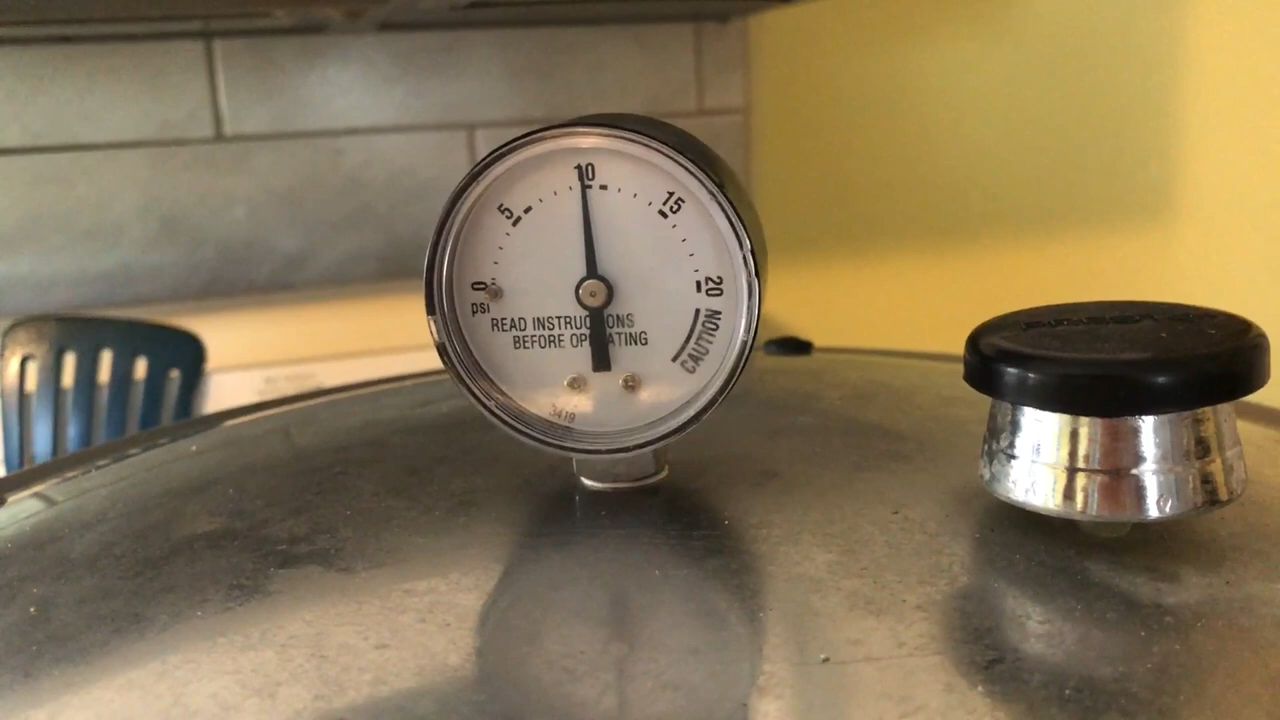 10
5
15
0
20
psi
READ INSTRUCTIONS
BEFORE OPERATING
CAUTION
3419